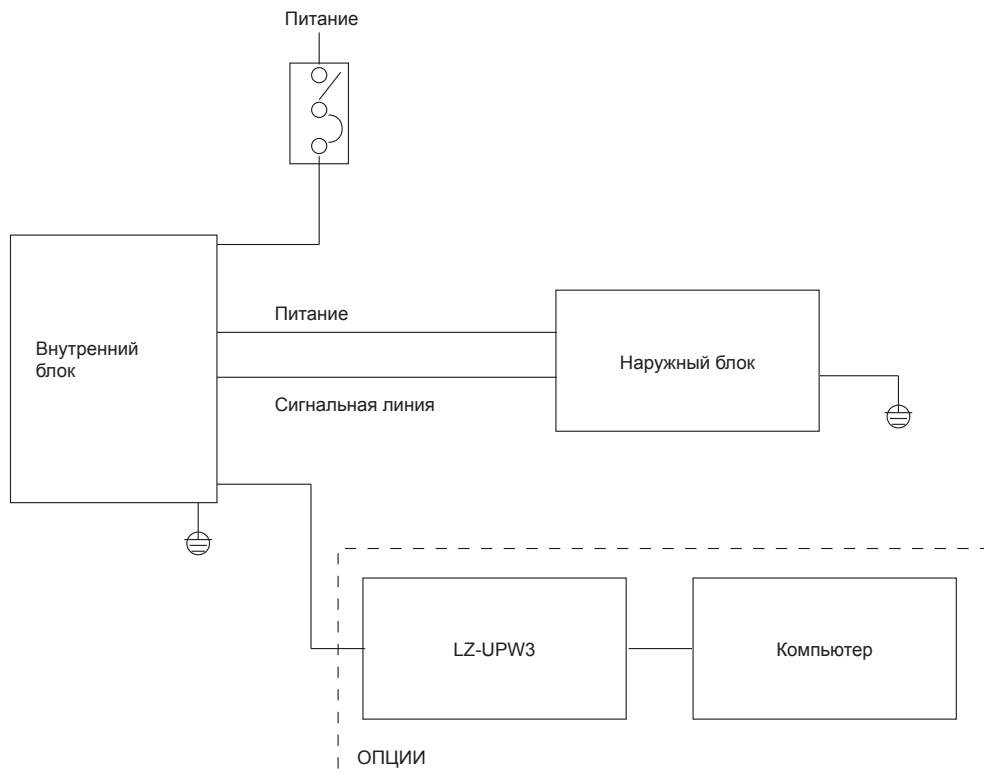 Питание
Питание
Внутренний
блок
Наружный блок
Сигнальная линия
LZ-UPW3
Компьютер
ОПЦИИ